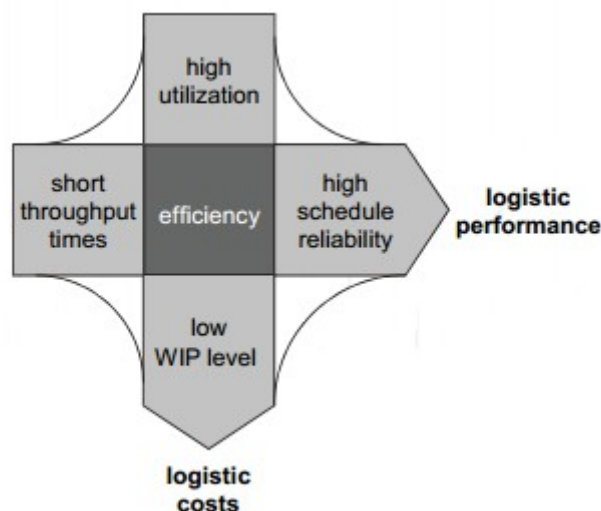 high
utilization
short
throughput
times
efficiency
high
schedule
reliability
logistic
performance
low
WIP level
logistic
costs